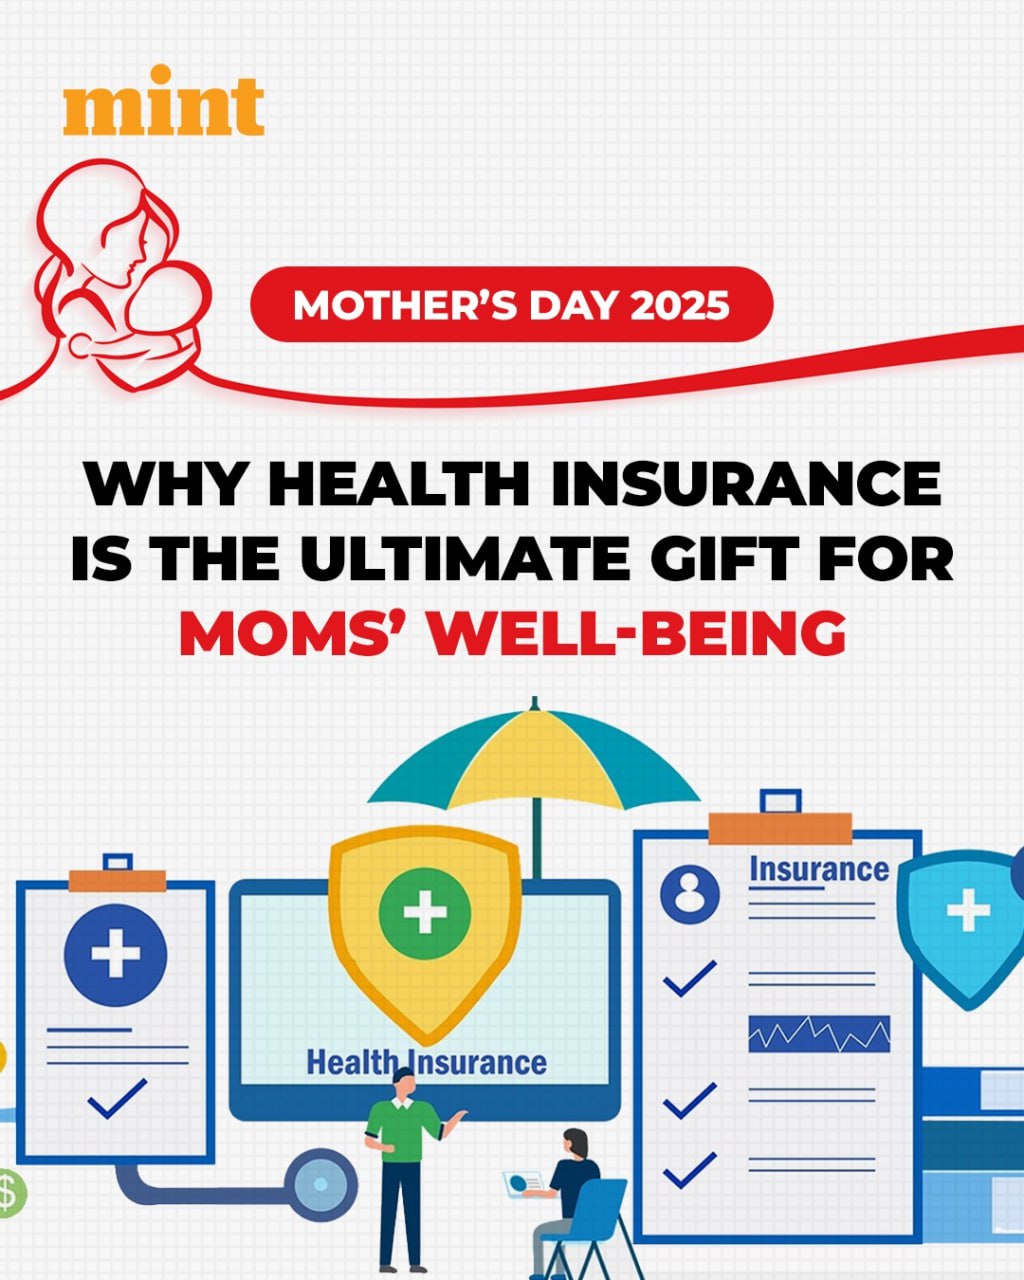 mint
MOTHER’S DAY 2025
WHY HEALTH INSURANCE
IS THE ULTIMATE GIFT FOR
MOMS’ WELL-BEING
Insurance
Health Insurance
$